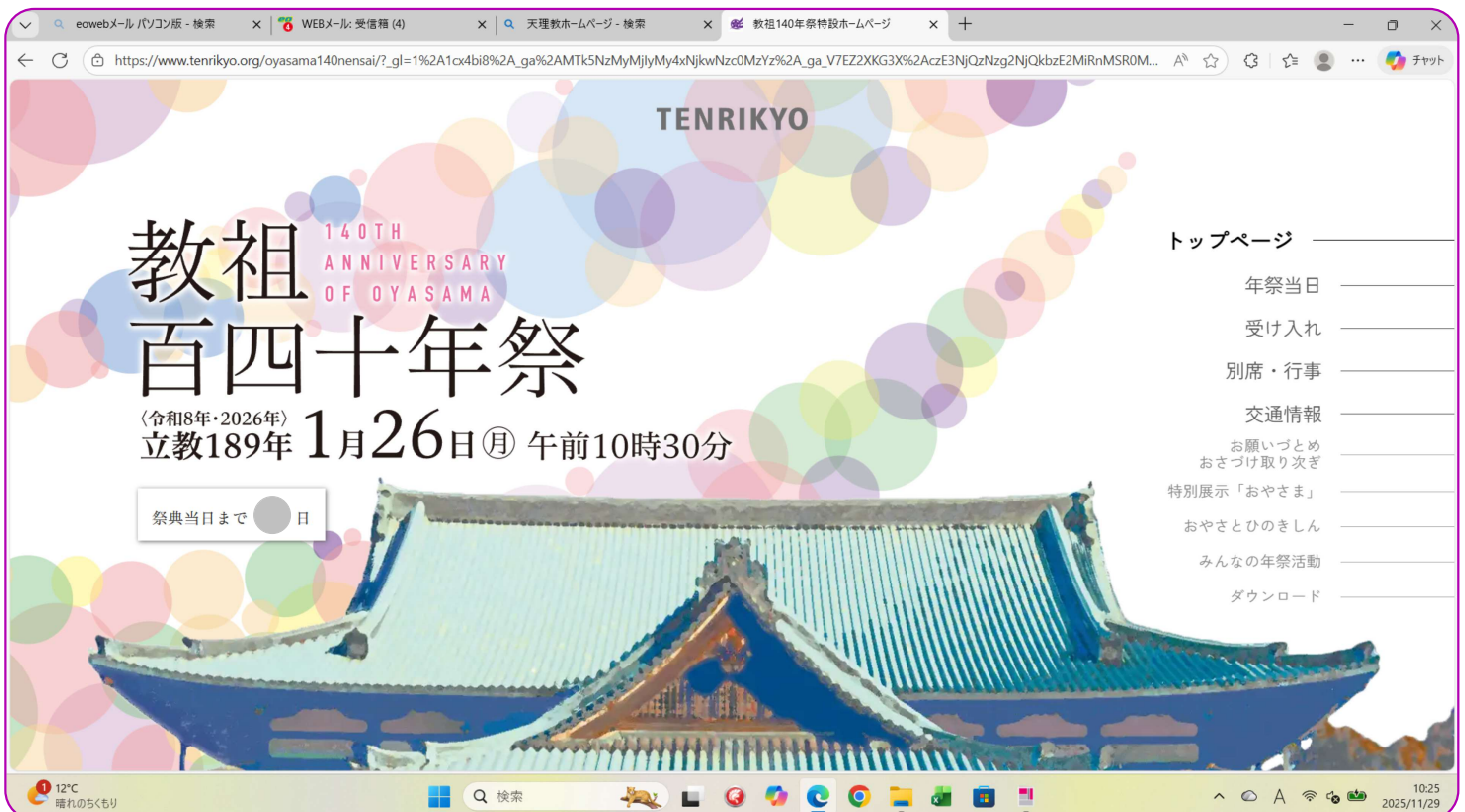 eowebメール パソコン版 - 検索
WEBメール: 受信箱 (4)
天理教ホームページ - 検索
教祖140年祭特設ホームページ
https://www.tenrikyo.org/oyasama140nensai/?_gl=1%2A1cx4bi8%2A_ga%2AMTk5NzMyMjIyMy4xNjkwNzc0MzYz%2A_ga_V7EZ2XKG3X%2AczE3NjQzNzg2NjQkbzE2MiRnMSR0M...
チャット
TENRIKYO
教祖
140TH
ANNIVERSARY
OF OYASAMA
百四十年祭
〈令和8年・2026年〉
立教189年 1月26日㊊ 午前10時30分
祭典当日まで 日
トップページ
年祭当日
受け入れ
別席・行事
交通情報
お願いづとめ
おさづけ取り次ぎ
特別展示「おやさま」
おやさとひのきしん
みんなの年祭活動
ダウンロード
1
12°C
晴れのちくもり
検索
A
10:25
2025/11/29